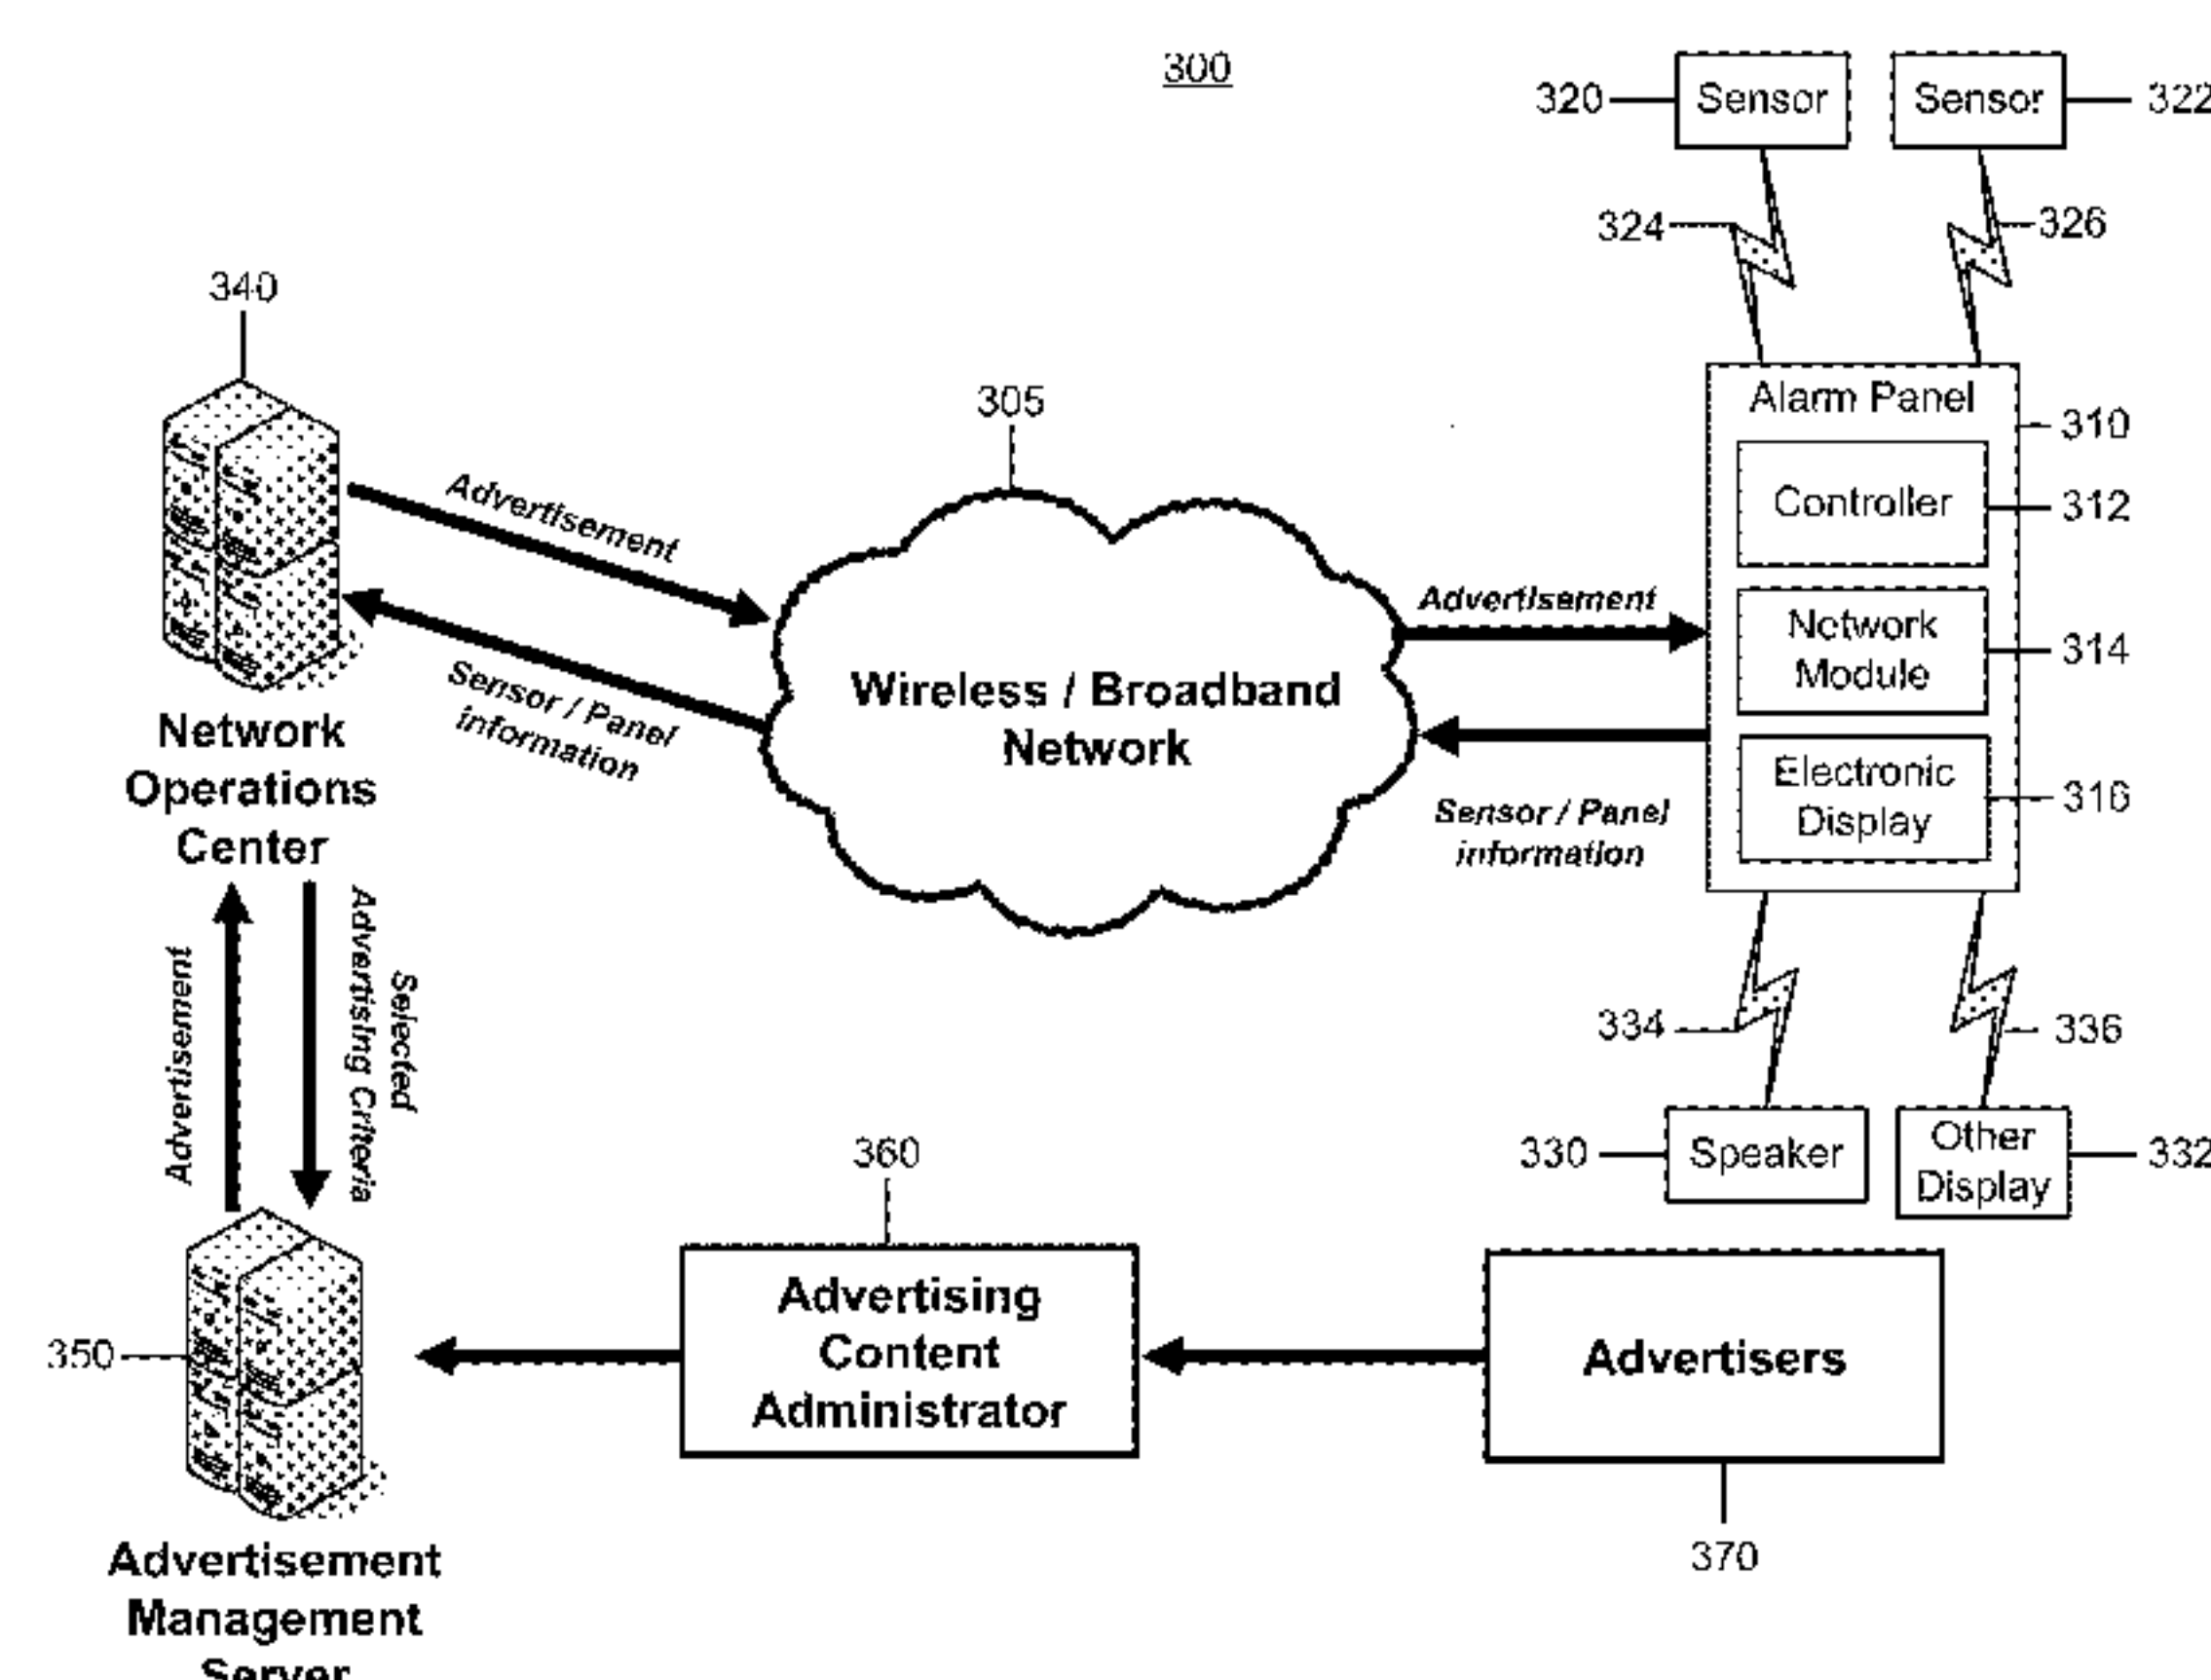 300
320
Sensor
Sensor
322
324
326
340
305
Alarm Panel
310
Controller
312
Network
Module
314
Electronic
Display
316
Advertisement
Sensor / Panel
information
Wireless / Broadband
Network
Advertisement
Sensor / Panel
information
Network
Operations
Center
Advertisement
Selected
Advertising Criteria
334
336
330
Speaker
Other
Display
332
360
350
Advertising
Content
Administrator
Advertisers
370
Advertisement
Management
Server